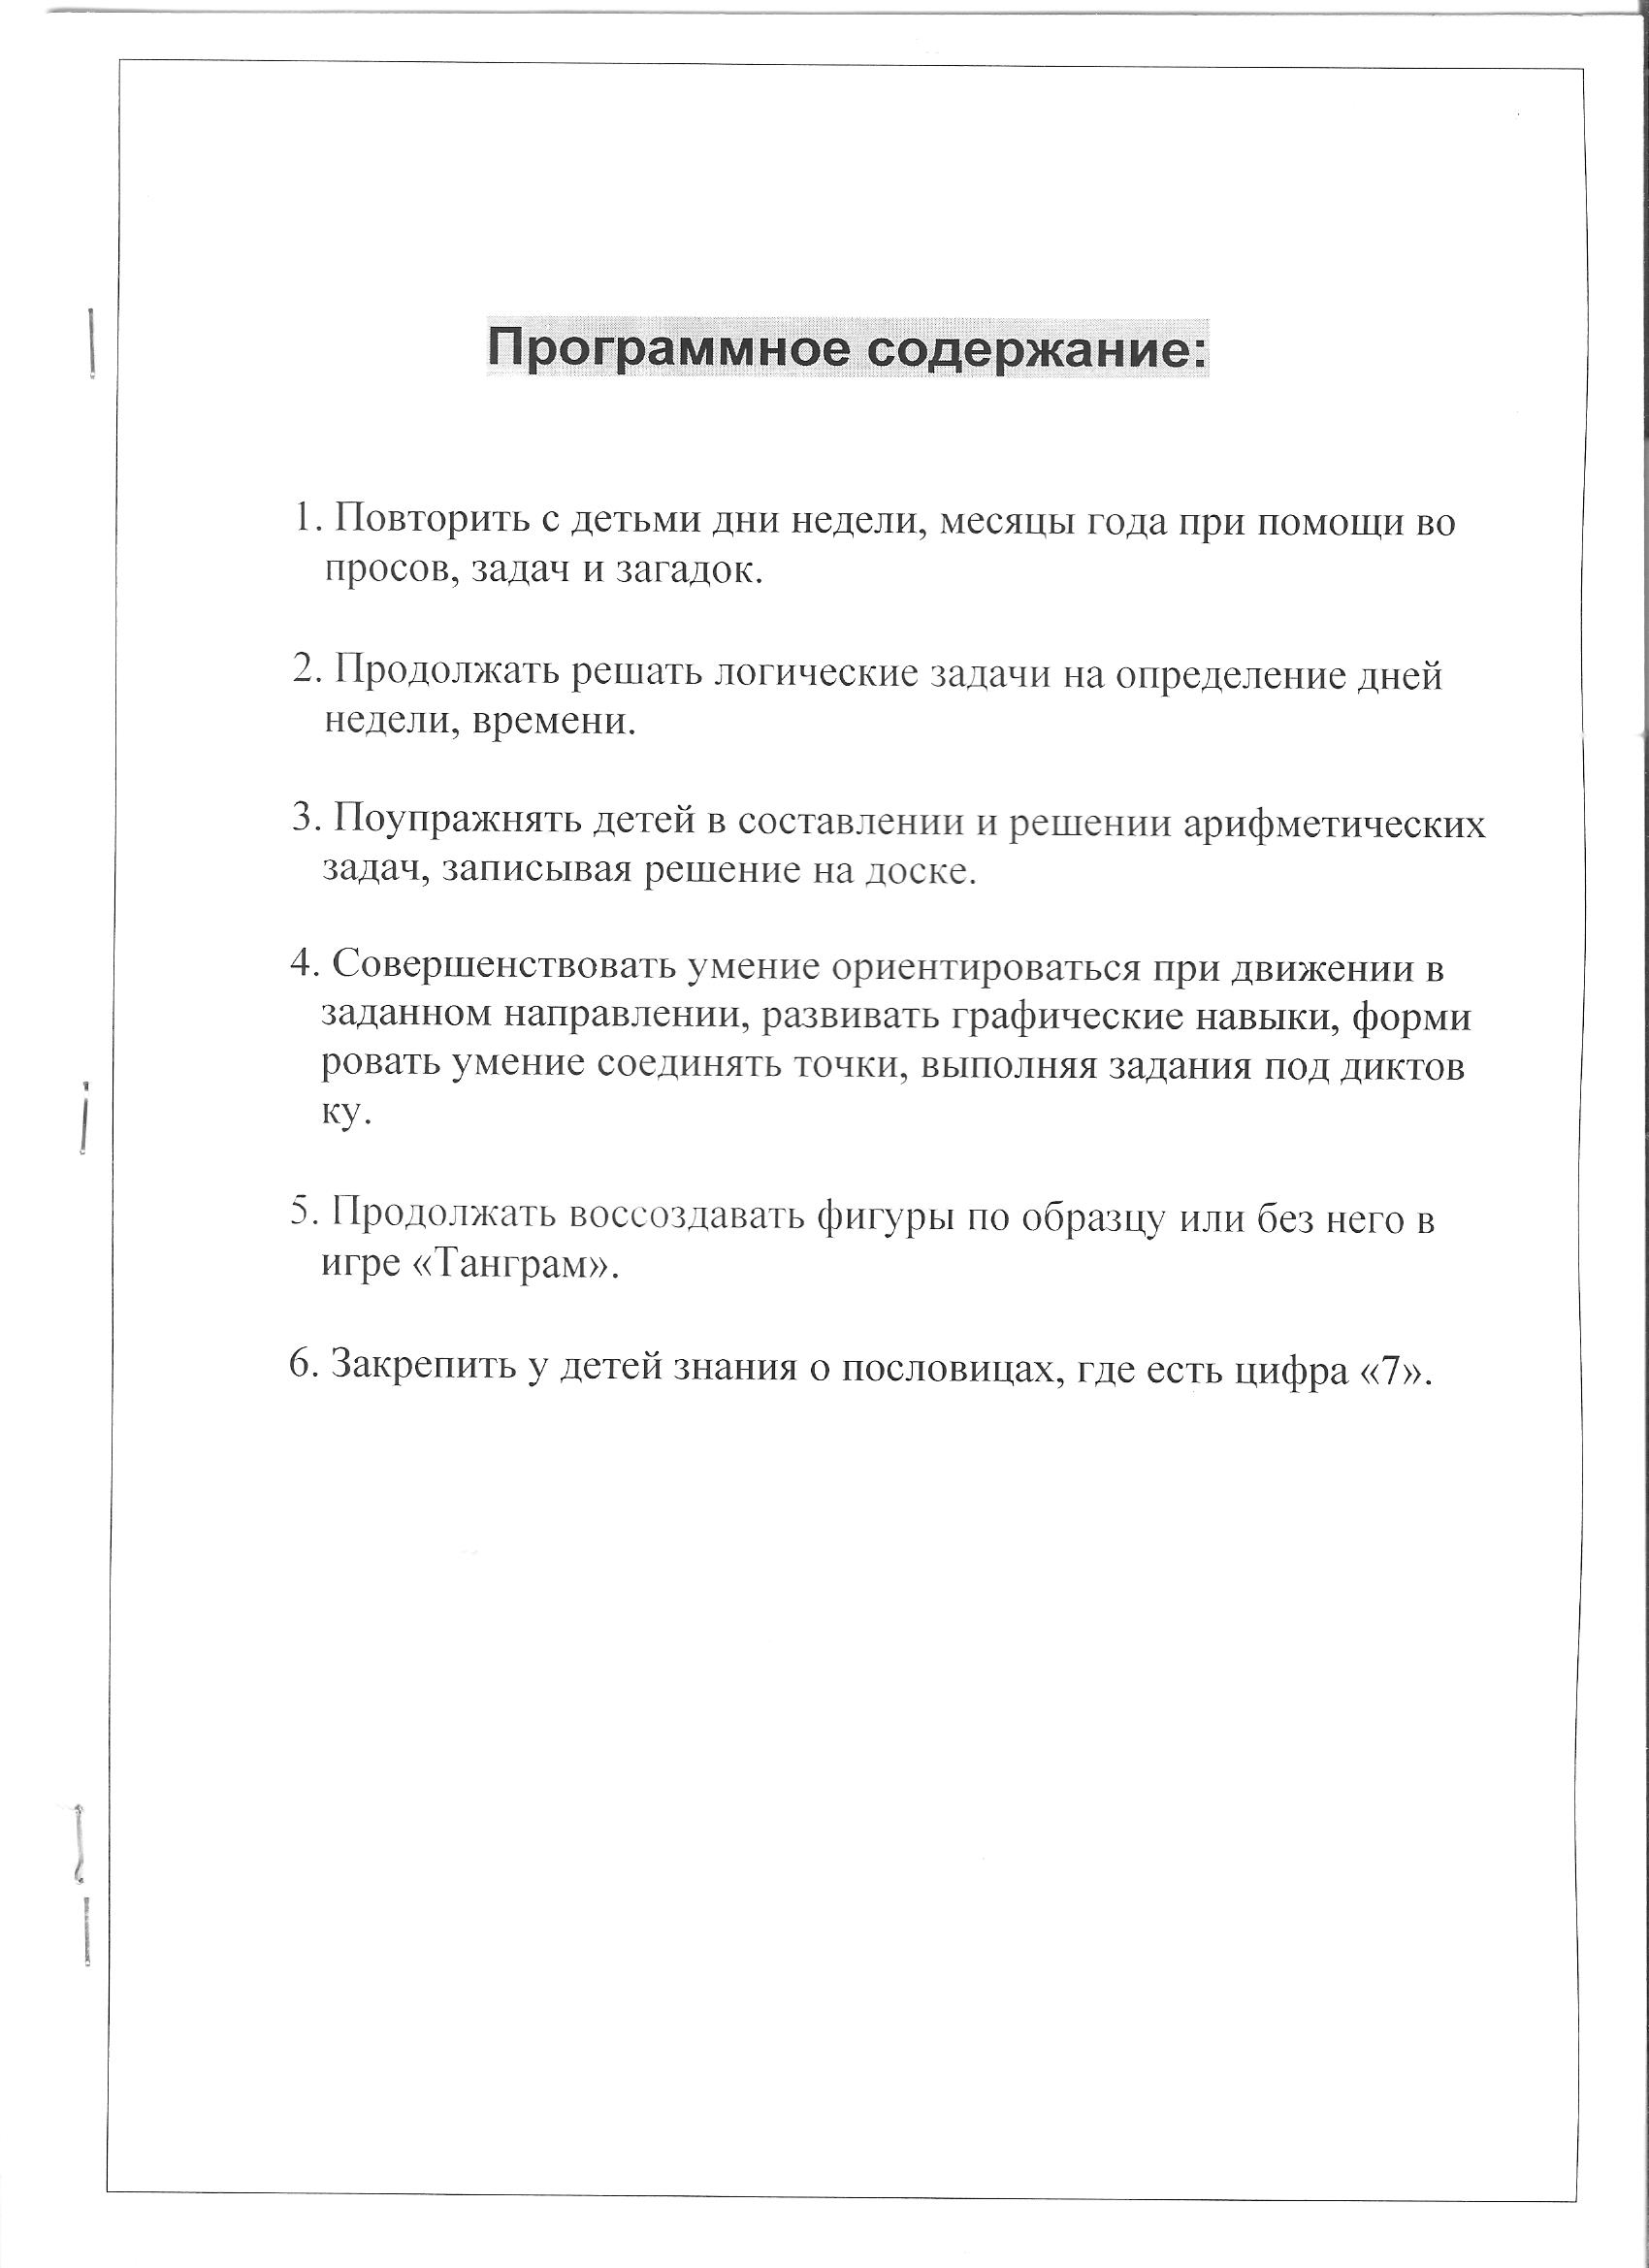 Программное содержание:
1. Повторить с детьми дни недели, месяцы года при помощи во
просов, задач и загадок.
2. Продолжать решать логические задачи на определение дней
недели, времени.
3. Поупражнять детей в составлении и решении арифметических
задач, записывая решение на доске.
4. Совершенствовать умение ориентироваться при движении в
заданном направлении, развивать графические навыки, форми
ровать умение соединять точки, выполняя задания под диктов
ку.
5. Продолжать воссоздавать фигуры по образцу или без него в
игре «Танграм».
6. Закрепить у детей знания о пословицах, где есть цифра «7».